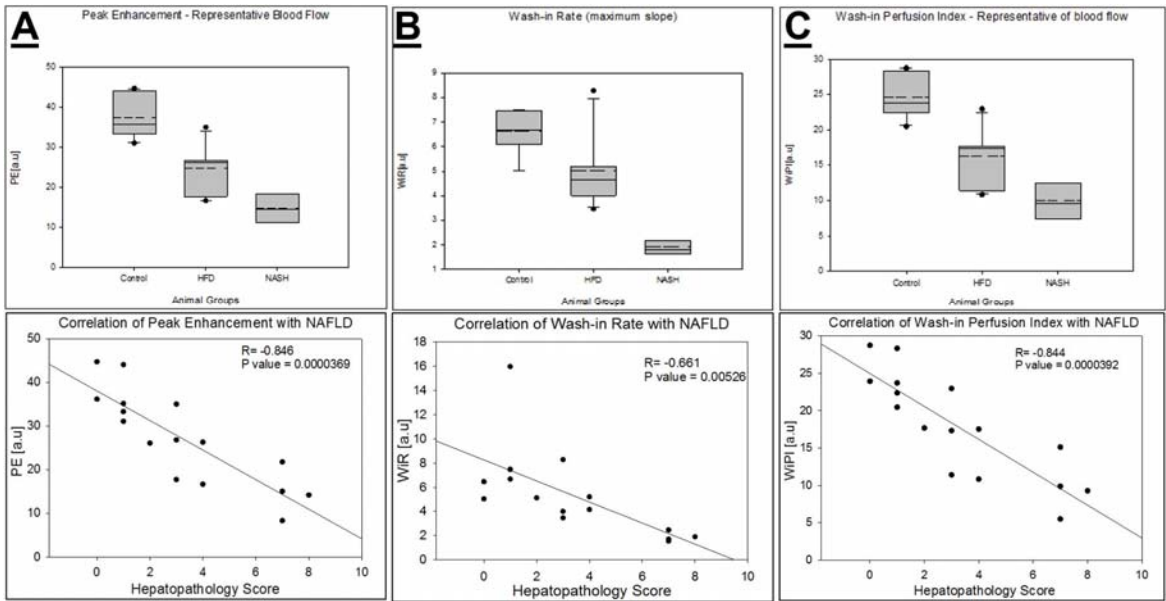 A
Peak Enhancement - Representative Blood Flow
PE[a.u]
50
40
30
20
10
0
Control HFD NASH
Animal Groups
B
Wash-in Rate (maximum slope)
WiR[a.u]
9
8
7
6
5
4
3
2
1
Control HFD NASH
Animal Groups
C
Wash-in Perfusion Index - Representative of blood flow
WiPI[a.u]
30
25
20
15
10
5
0
Control HFD NASH
Animal Groups
Correlation of Peak Enhancement with NAFLD
R= -0.846
P value = 0.0000369
PE [a.u]
50
40
30
20
10
0
0 2 4 6 8 10
Hepatopathology Score
Correlation of Wash-in Rate with NAFLD
R= -0.661
P value = 0.00526
WiR [a.u]
18
16
14
12
10
8
6
4
2
0
0 2 4 6 8 10
Hepatopathology Score
Correlation of Wash-in Perfusion Index with NAFLD
R= -0.844
P value = 0.0000392
WiPI [a.u]
30
25
20
15
10
5
0
0 2 4 6 8 10
Hepatopathology Score